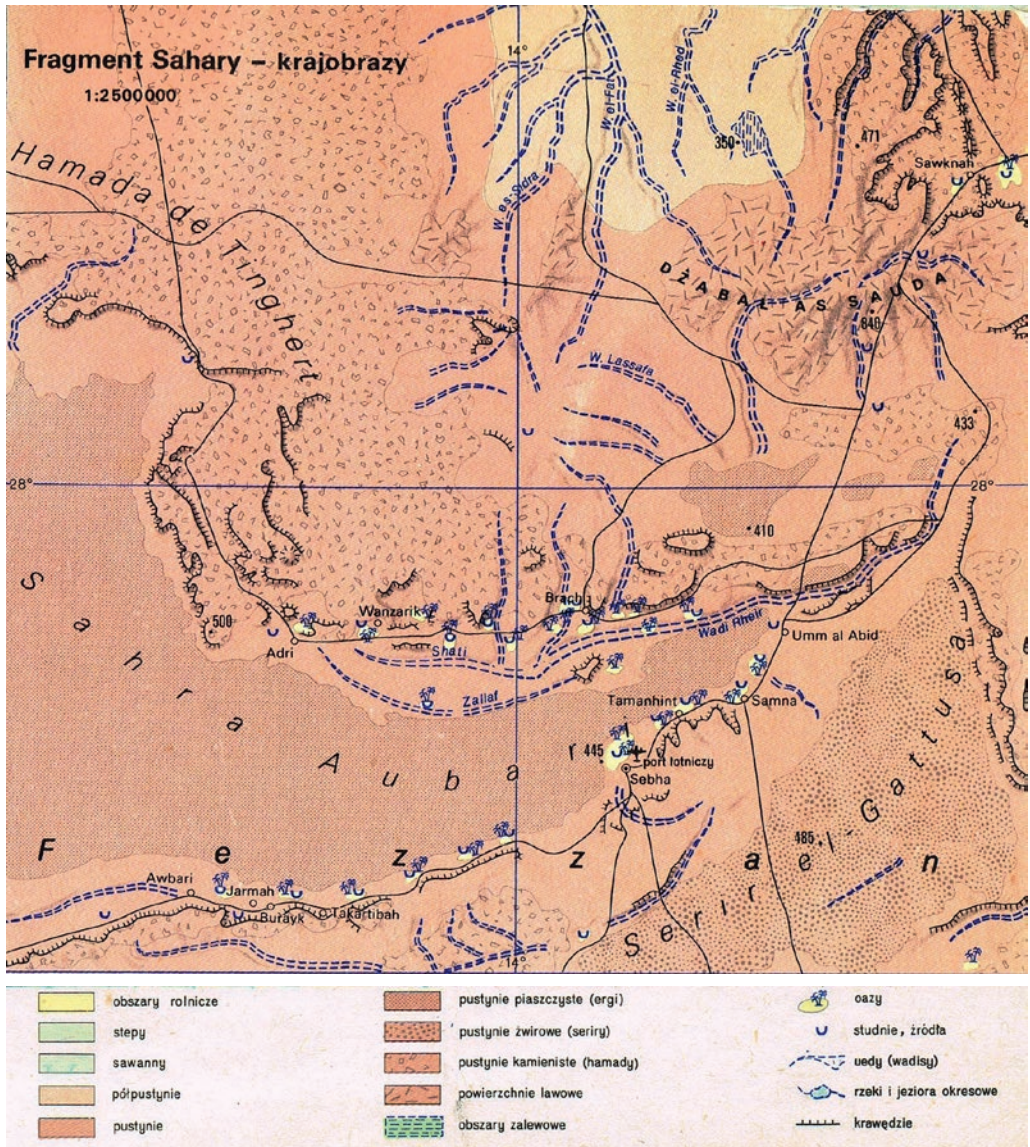 Fragment Sahary – krajobrazy
1:2500000
14°
W. el-Fal
W. el-Rhed
350
471
Sawknah
Hamada de Tinghert
W. es-Sidra
DŻABAL AS SAUDA
840
W. Lassafa
433
28°
28°
410
Sahra Aubari
500
Adri
Wanzarik
Brach
Shati
Wadi Rheir
Umm al Abid
Zallaf
Tamanhint
Samna
445
port lotniczy
Sebha
Serir el-Gattusa
485
Fezzan
Awbari
Jarmah
Burayk
Takartibah
14°
obszary rolnicze
stepy
sawanny
półpustynie
pustynie
pustynie piaszczyste (ergi)
pustynie żwirowe (seriry)
pustynie kamieniste (hamady)
powierzchnie lawowe
obszary zalewowe
oazy
studnie, źródła
uedy (wadisy)
rzeki i jeziora okresowe
krawędzie